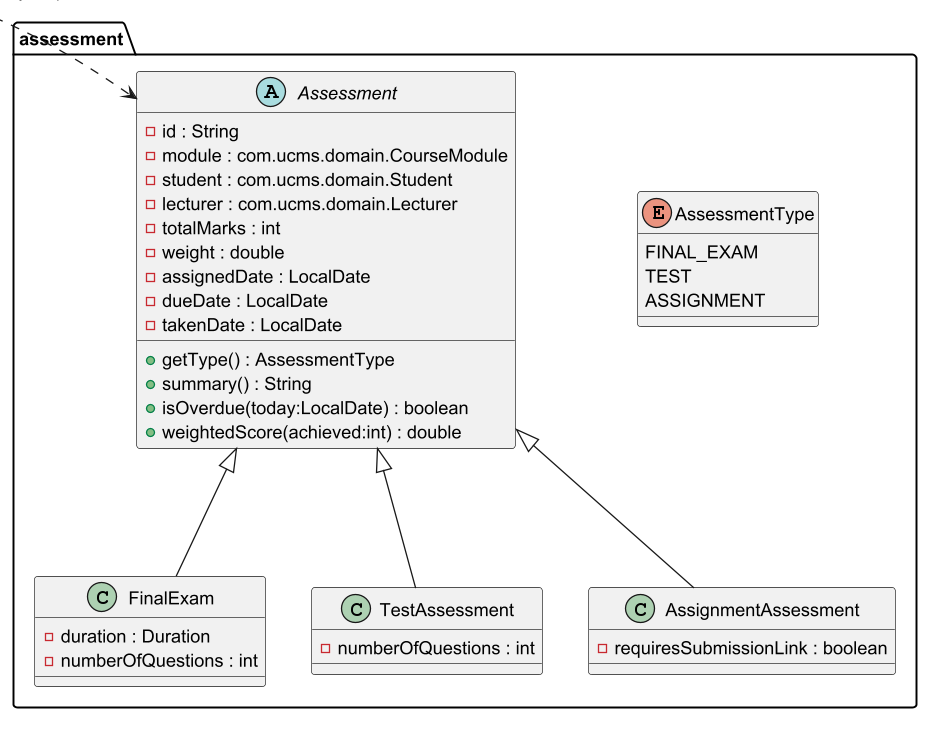 assessment
A Assessment
id : String
module : com.ucms.domain.CourseModule
student : com.ucms.domain.Student
lecturer : com.ucms.domain.Lecturer
totalMarks : int
weight : double
assignedDate : LocalDate
dueDate : LocalDate
takenDate : LocalDate
getType() : AssessmentType
summary() : String
isOverdue(today:LocalDate) : boolean
weightedScore(achieved:int) : double
E AssessmentType
FINAL_EXAM
TEST
ASSIGNMENT
C FinalExam
duration : Duration
numberOfQuestions : int
C TestAssessment
numberOfQuestions : int
C AssignmentAssessment
requiresSubmissionLink : boolean